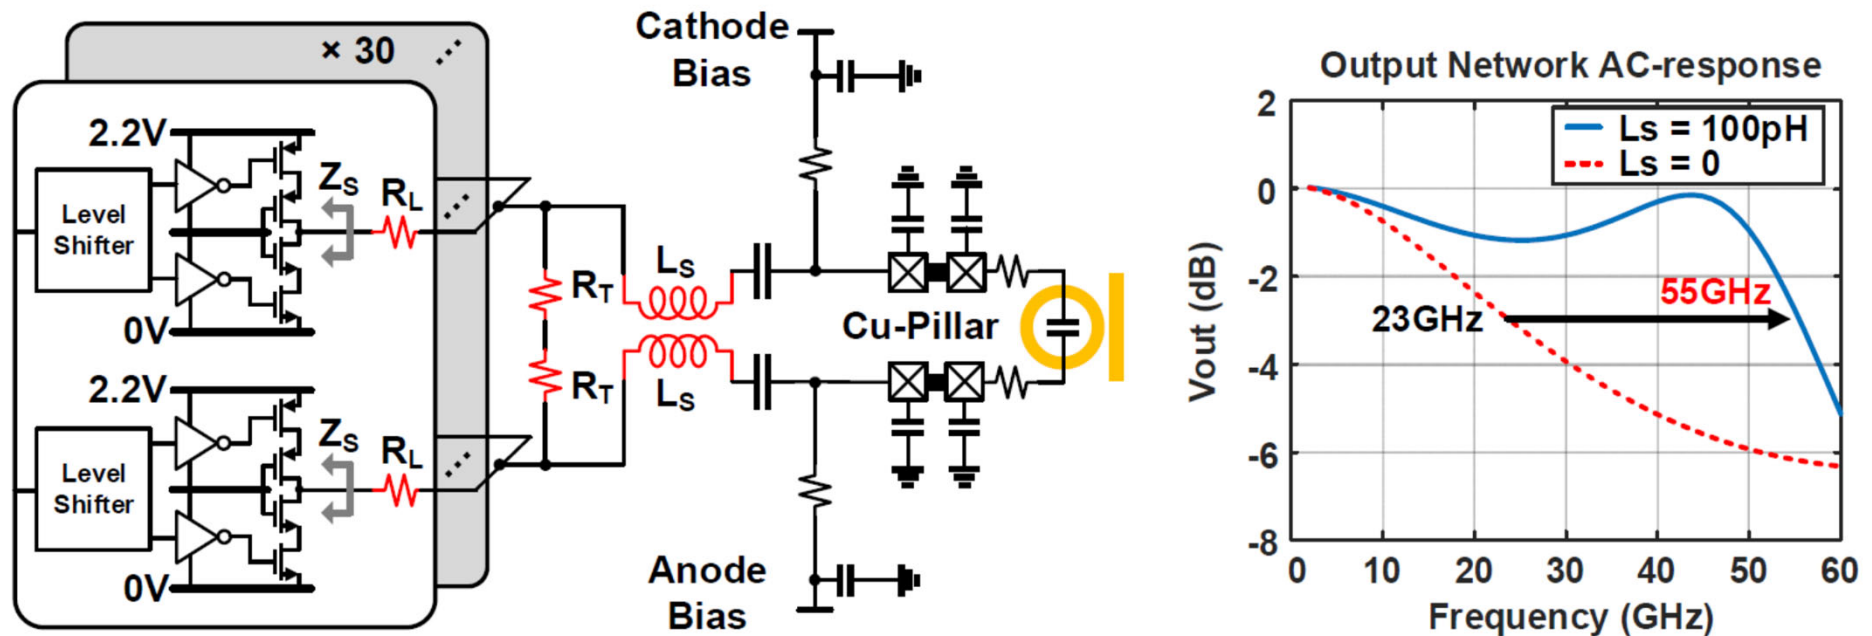 × 30
2.2V
Level
Shifter
Z_S
R_L
0V
2.2V
Level
Shifter
Z_S
R_L
0V
R_T
R_T
L_S
L_S
Cathode
Bias
Cu-Pillar
Anode
Bias
Output Network AC-response
Ls = 100pH
Ls = 0
23GHz
55GHz
Vout (dB)
2
0
-2
-4
-6
-8
0 10 20 30 40 50 60
Frequency (GHz)